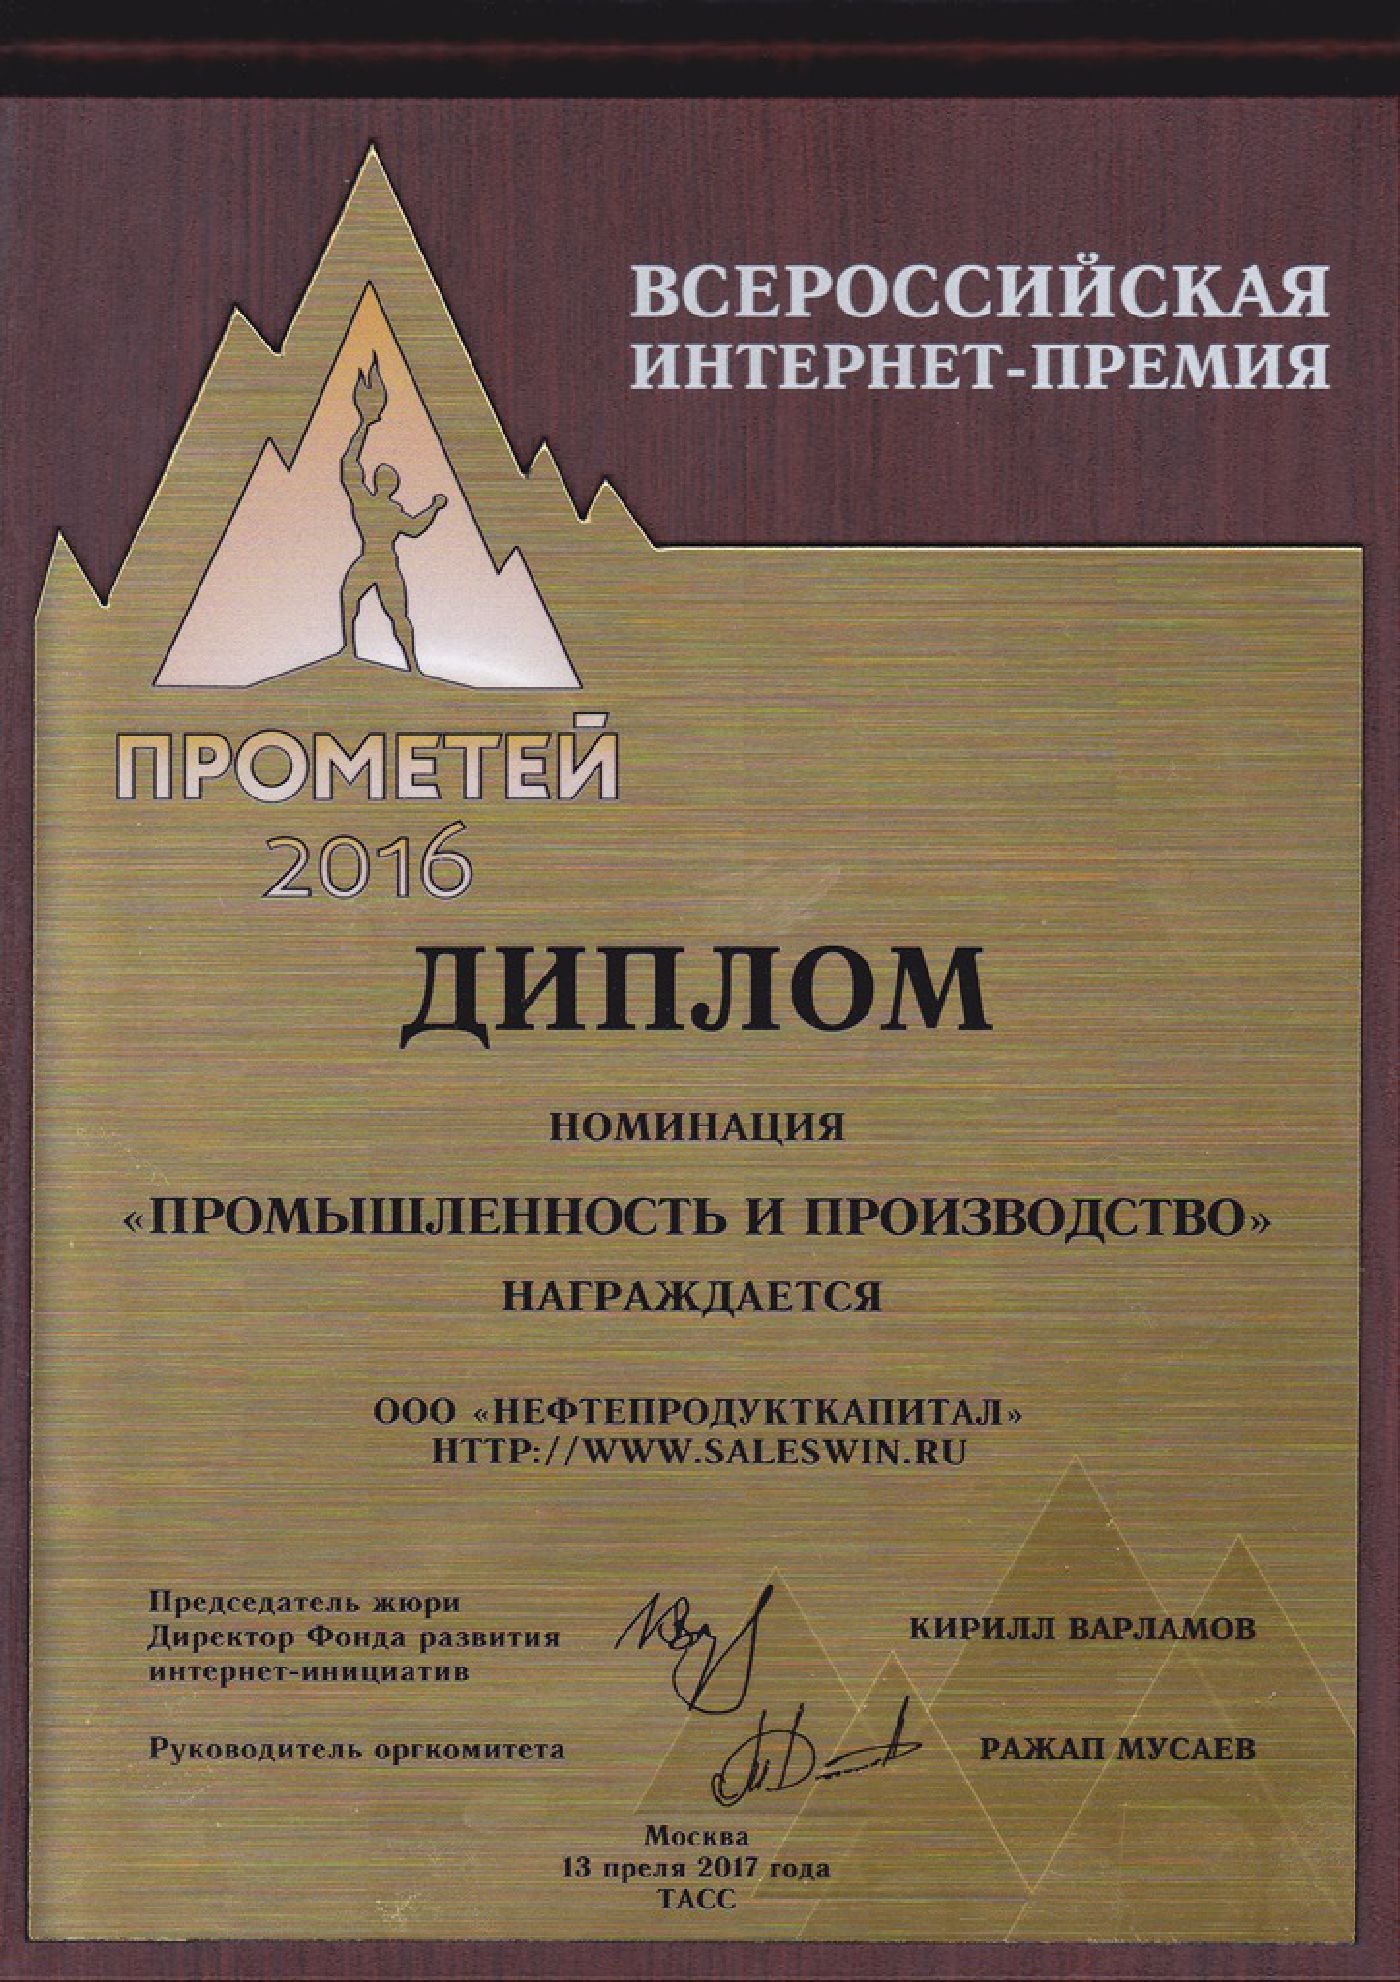 ВСЕРОССИЙСКАЯ
ИНТЕРНЕТ-ПРЕМИЯ
ПРОМЕТЕЙ
2016
ДИПЛОМ
НОМИНАЦИЯ
«ПРОМЫШЛЕННОСТЬ И ПРОИЗВОДСТВО»
НАГРАЖДАЕТСЯ
ООО «НЕФТЕПРОДУКТКАПИТАЛ»
HTTP://WWW.SALESWIN.RU
Председатель жюри
Директор Фонда развития
интернет-инициатив
КИРИЛЛ ВАРЛАМОВ
Руководитель оргкомитета
РАЖАП МУСАЕВ
Москва
13 преля 2017 года
ТАСС